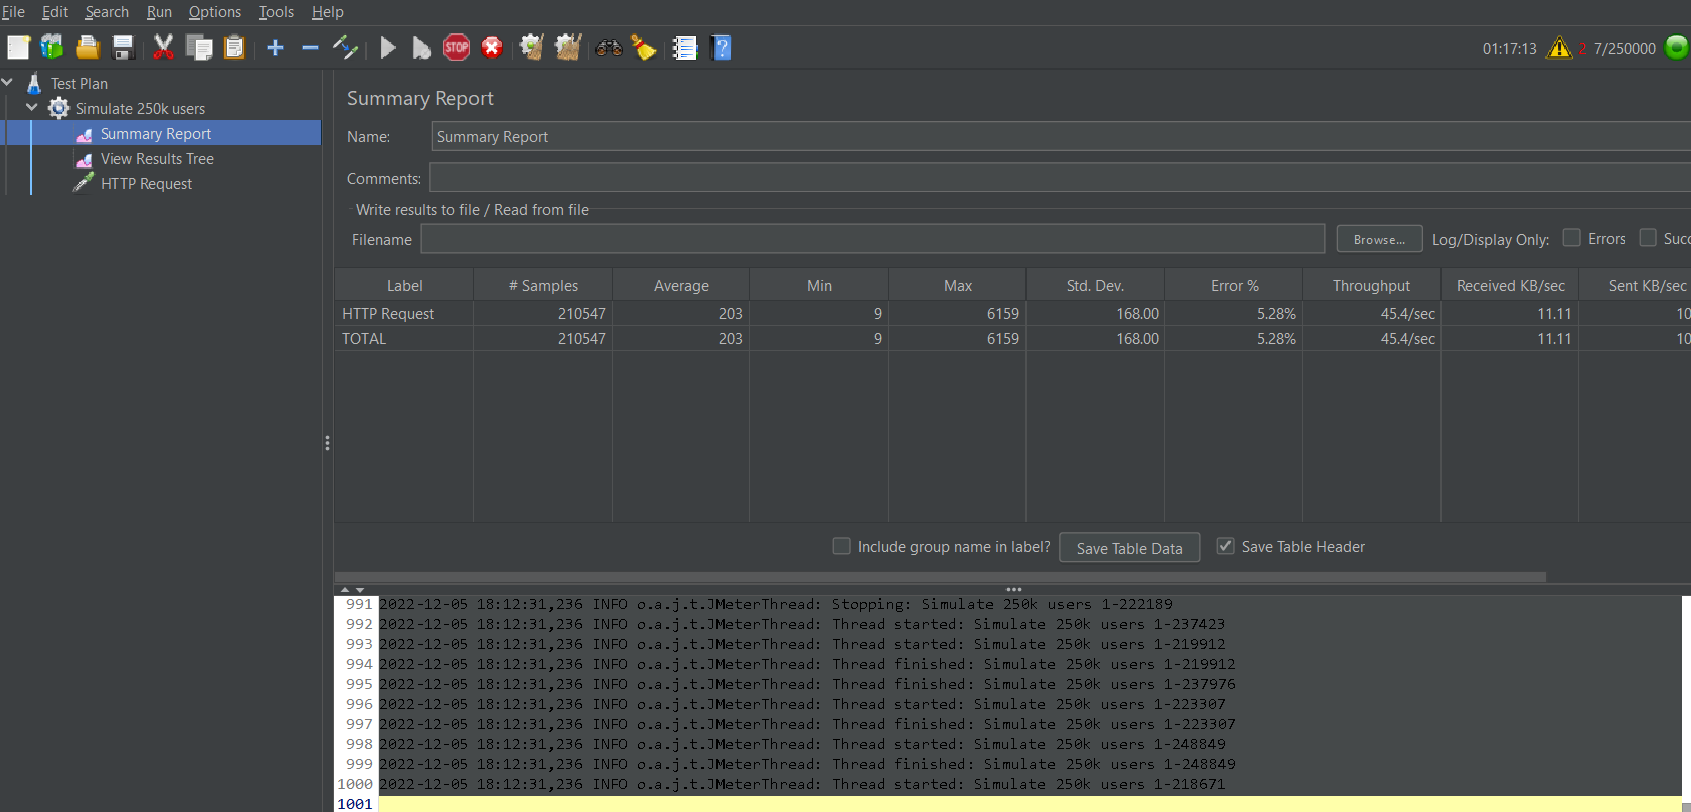 File Edit Search Run Options Tools Help
STOP ? 01:17:13 2 7/250000
Test Plan
Simulate 250k users
Summary Report
View Results Tree
HTTP Request
Summary Report
Name: Summary Report
Comments:
Write results to file / Read from file
Filename Browse... Log/Display Only: Errors Succ
Label # Samples Average Min Max Std. Dev. Error % Throughput Received KB/sec Sent KB/sec
HTTP Request 210547 203 9 6159 168.00 5.28% 45.4/sec 11.11 10
TOTAL 210547 203 9 6159 168.00 5.28% 45.4/sec 11.11 10
Include group name in label? Save Table Data Save Table Header
991 2022-12-05 18:12:31,236 INFO o.a.j.t.JMeterThread: Stopping: Simulate 250k users 1-222189
992 2022-12-05 18:12:31,236 INFO o.a.j.t.JMeterThread: Thread started: Simulate 250k users 1-237423
993 2022-12-05 18:12:31,236 INFO o.a.j.t.JMeterThread: Thread started: Simulate 250k users 1-219912
994 2022-12-05 18:12:31,236 INFO o.a.j.t.JMeterThread: Thread finished: Simulate 250k users 1-219912
995 2022-12-05 18:12:31,236 INFO o.a.j.t.JMeterThread: Thread finished: Simulate 250k users 1-237976
996 2022-12-05 18:12:31,236 INFO o.a.j.t.JMeterThread: Thread started: Simulate 250k users 1-223307
997 2022-12-05 18:12:31,236 INFO o.a.j.t.JMeterThread: Thread finished: Simulate 250k users 1-223307
998 2022-12-05 18:12:31,236 INFO o.a.j.t.JMeterThread: Thread started: Simulate 250k users 1-248849
999 2022-12-05 18:12:31,236 INFO o.a.j.t.JMeterThread: Thread finished: Simulate 250k users 1-248849
1000 2022-12-05 18:12:31,236 INFO o.a.j.t.JMeterThread: Thread started: Simulate 250k users 1-218671
1001